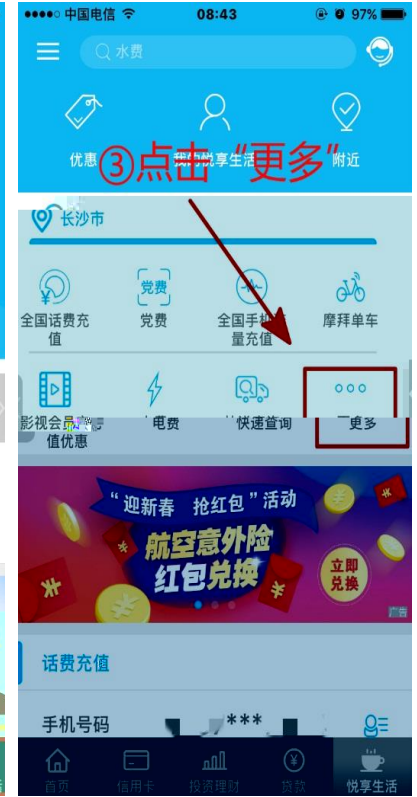 中国电信 08:43 97%
水费
优惠 我的悦享生活 附近
③点击“更多”
长沙市
党费
全国话费充值 党费 全国手机流量充值 摩拜单车
影视会员充值优惠 电费 快速查询 更多
“迎新春 抢红包”活动
航空意外险
红包兑换
立即
兑换
广告
话费充值
手机号码 ***
首页 信用卡 投资理财 贷款 悦享生活
活